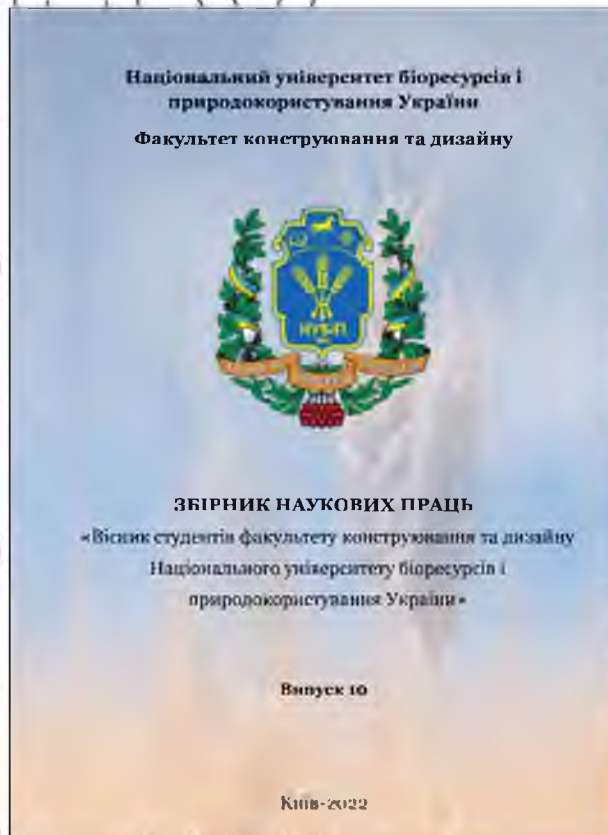 Національний університет біоресурсів і
природокористування України
Факультет конструювання та дизайну
НУБіП
ЗБІРНИК НАУКОВИХ ПРАЦЬ
«Вісник студентів факультету конструювання та дизайну
Національного університету біоресурсів і
природокористування України»
Випуск 10
Київ-2022